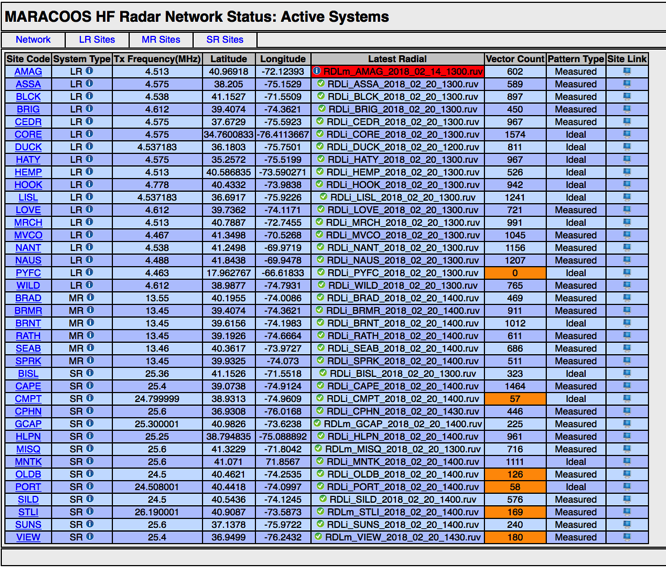 MARACOOS HF Radar Network Status: Active Systems
Network LR Sites MR Sites SR Sites
Site Code System Type Tx Frequency(MHz) Latitude Longitude Latest Radial Vector Count Pattern Type Site Link
AMAG LR 4.513 40.96918 -72.12393 RDLm_AMAG_2018_02_14_1300.ruv 602 Measured
ASSA LR 4.575 38.205 -75.1529 RDLi_ASSA_2018_02_20_1300.ruv 589 Measured
BLCK LR 4.538 41.1527 -71.5509 RDLi_BLCK_2018_02_20_1300.ruv 897 Measured
BRIG LR 4.612 39.4074 -74.3621 RDLi_BRIG_2018_02_20_1300.ruv 450 Measured
CEDR LR 4.575 37.6729 -75.5923 RDLi_CEDR_2018_02_20_1300.ruv 967 Measured
CORE LR 4.575 34.7600833 -76.4113667 RDLi_CORE_2018_02_20_1300.ruv 1574 Ideal
DUCK LR 4.537183 36.1803 -75.7501 RDLi_DUCK_2018_02_20_1200.ruv 811 Ideal
HATY LR 4.575 35.2572 -75.5199 RDLi_HATY_2018_02_20_1300.ruv 967 Ideal
HEMP LR 4.513 40.586835 -73.590271 RDLi_HEMP_2018_02_20_1300.ruv 526 Ideal
HOOK LR 4.778 40.4332 -73.9838 RDLi_HOOK_2018_02_20_1300.ruv 942 Ideal
LISL LR 4.537183 36.6917 -75.9226 RDLi_LISL_2018_02_20_1300.ruv 1241 Ideal
LOVE LR 4.612 39.7362 -74.1171 RDLi_LOVE_2018_02_20_1300.ruv 721 Measured
MRCH LR 4.513 40.7887 -72.7455 RDLi_MRCH_2018_02_20_1300.ruv 991 Ideal
MVCO LR 4.467 41.3498 -70.5268 RDLi_MVCO_2018_02_20_1300.ruv 1045 Measured
NANT LR 4.538 41.2498 -69.9719 RDLi_NANT_2018_02_20_1300.ruv 1156 Measured
NAUS LR 4.488 41.8438 -69.9478 RDLi_NAUS_2018_02_20_1300.ruv 1207 Measured
PYFC LR 4.463 17.962767 -66.61833 RDLi_PYFC_2018_02_20_1300.ruv 0 Ideal
WILD LR 4.612 38.9877 -74.7931 RDLi_WILD_2018_02_20_1300.ruv 765 Measured
BRAD MR 13.55 40.1955 -74.0086 RDLi_BRAD_2018_02_20_1400.ruv 469 Measured
BRMR MR 13.45 39.4074 -74.3621 RDLi_BRMR_2018_02_20_1400.ruv 911 Measured
BRNT MR 13.45 39.6156 -74.1983 RDLi_BRNT_2018_02_20_1400.ruv 1012 Ideal
RATH MR 13.45 39.1926 -74.6664 RDLi_RATH_2018_02_20_1400.ruv 611 Measured
SEAB MR 13.46 40.3617 -73.9727 RDLi_SEAB_2018_02_20_1400.ruv 686 Measured
SPRK MR 13.45 39.9325 -74.073 RDLi_SPRK_2018_02_20_1400.ruv 511 Measured
BISL SR 25.36 41.1526 -71.5518 RDLi_BISL_2018_02_20_1300.ruv 323 Ideal
CAPE SR 25.4 39.0738 -74.9124 RDLi_CAPE_2018_02_20_1400.ruv 1464 Measured
CMPT SR 24.799999 38.9313 -74.9609 RDLi_CMPT_2018_02_20_1400.ruv 57 Ideal
CPHN SR 25.6 36.9308 -76.0168 RDLi_CPHN_2018_02_20_1430.ruv 446 Measured
GCAP SR 25.300001 40.9826 -73.6238 RDLm_GCAP_2018_02_20_1400.ruv 225 Measured
HLPN SR 25.25 38.794835 -75.088892 RDLi_HLPN_2018_02_20_1400.ruv 961 Measured
MISQ SR 25.6 41.3229 -71.8042 RDLm_MISQ_2018_02_20_1300.ruv 716 Measured
MNTK SR 25.6 41.071 71.8567 RDLi_MNTK_2018_02_20_1400.ruv 1111 Ideal
OLDB SR 24.5 40.4621 -74.2535 RDLi_OLDB_2018_02_20_1400.ruv 126 Measured
PORT SR 24.508001 40.4418 -74.0997 RDLi_PORT_2018_02_20_1400.ruv 58 Ideal
SILD SR 24.5 40.5436 -74.1245 RDLi_SILD_2018_02_20_1400.ruv 576 Measured
STLI SR 26.190001 40.9087 -73.5873 RDLm_STLI_2018_02_20_1400.ruv 169 Measured
SUNS SR 25.6 37.1378 -75.9722 RDLi_SUNS_2018_02_20_1400.ruv 240 Measured
VIEW SR 25.4 36.9499 -76.2432 RDLm_VIEW_2018_02_20_1430.ruv 180 Measured